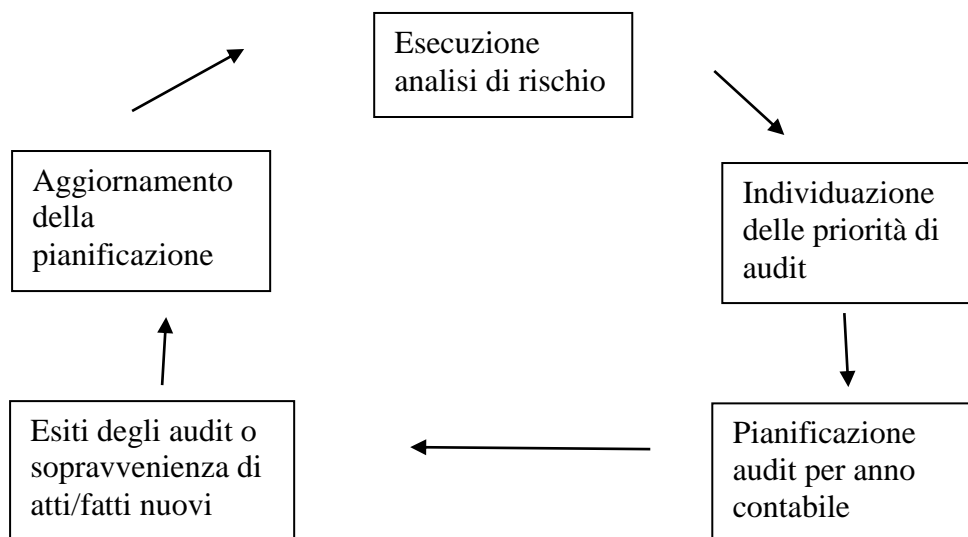 Esecuzione
analisi di rischio
Individuazione
delle priorità di
audit
Pianificazione
audit per anno
contabile
Esiti degli audit o
sopravvenienza di
atti/fatti nuovi
Aggiornamento
della
pianificazione